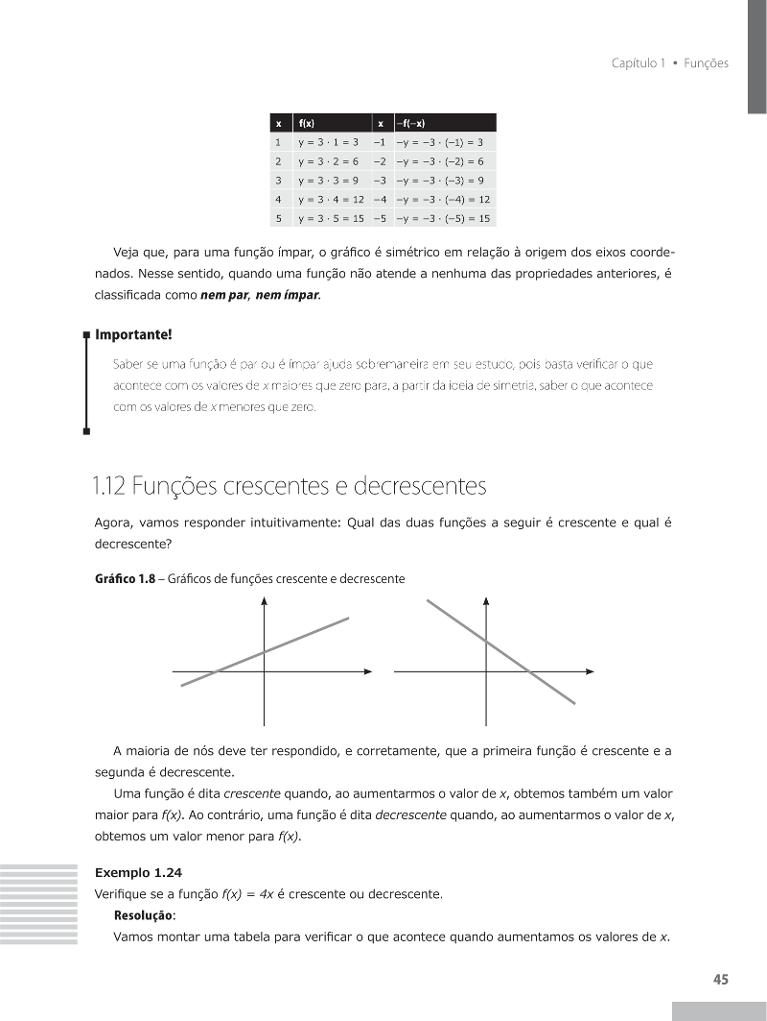 Capítulo 1 • Funções
x f(x) x –f(–x)
1 y = 3 · 1 = 3 –1 –y = –3 · (–1) = 3
2 y = 3 · 2 = 6 –2 –y = –3 · (–2) = 6
3 y = 3 · 3 = 9 –3 –y = –3 · (–3) = 9
4 y = 3 · 4 = 12 –4 –y = –3 · (–4) = 12
5 y = 3 · 5 = 15 –5 –y = –3 · (–5) = 15
Veja que, para uma função ímpar, o gráfico é simétrico em relação à origem dos eixos coorde-
nados. Nesse sentido, quando uma função não atende a nenhuma das propriedades anteriores, é
classificada como nem par, nem ímpar.
Importante!
Saber se uma função é par ou é ímpar ajuda sobremaneira em seu estudo, pois basta verificar o que
acontece com os valores de x maiores que zero para, a partir da ideia de simetria, saber o que acontece
com os valores de x menores que zero.
1.12 Funções crescentes e decrescentes
Agora, vamos responder intuitivamente: Qual das duas funções a seguir é crescente e qual é
decrescente?
Gráfico 1.8 – Gráficos de funções crescente e decrescente
A maioria de nós deve ter respondido, e corretamente, que a primeira função é crescente e a
segunda é decrescente.
Uma função é dita crescente quando, ao aumentarmos o valor de x, obtemos também um valor
maior para f(x). Ao contrário, uma função é dita decrescente quando, ao aumentarmos o valor de x,
obtemos um valor menor para f(x).
Exemplo 1.24
Verifique se a função f(x) = 4x é crescente ou decrescente.
Resolução:
Vamos montar uma tabela para verificar o que acontece quando aumentamos os valores de x.
45